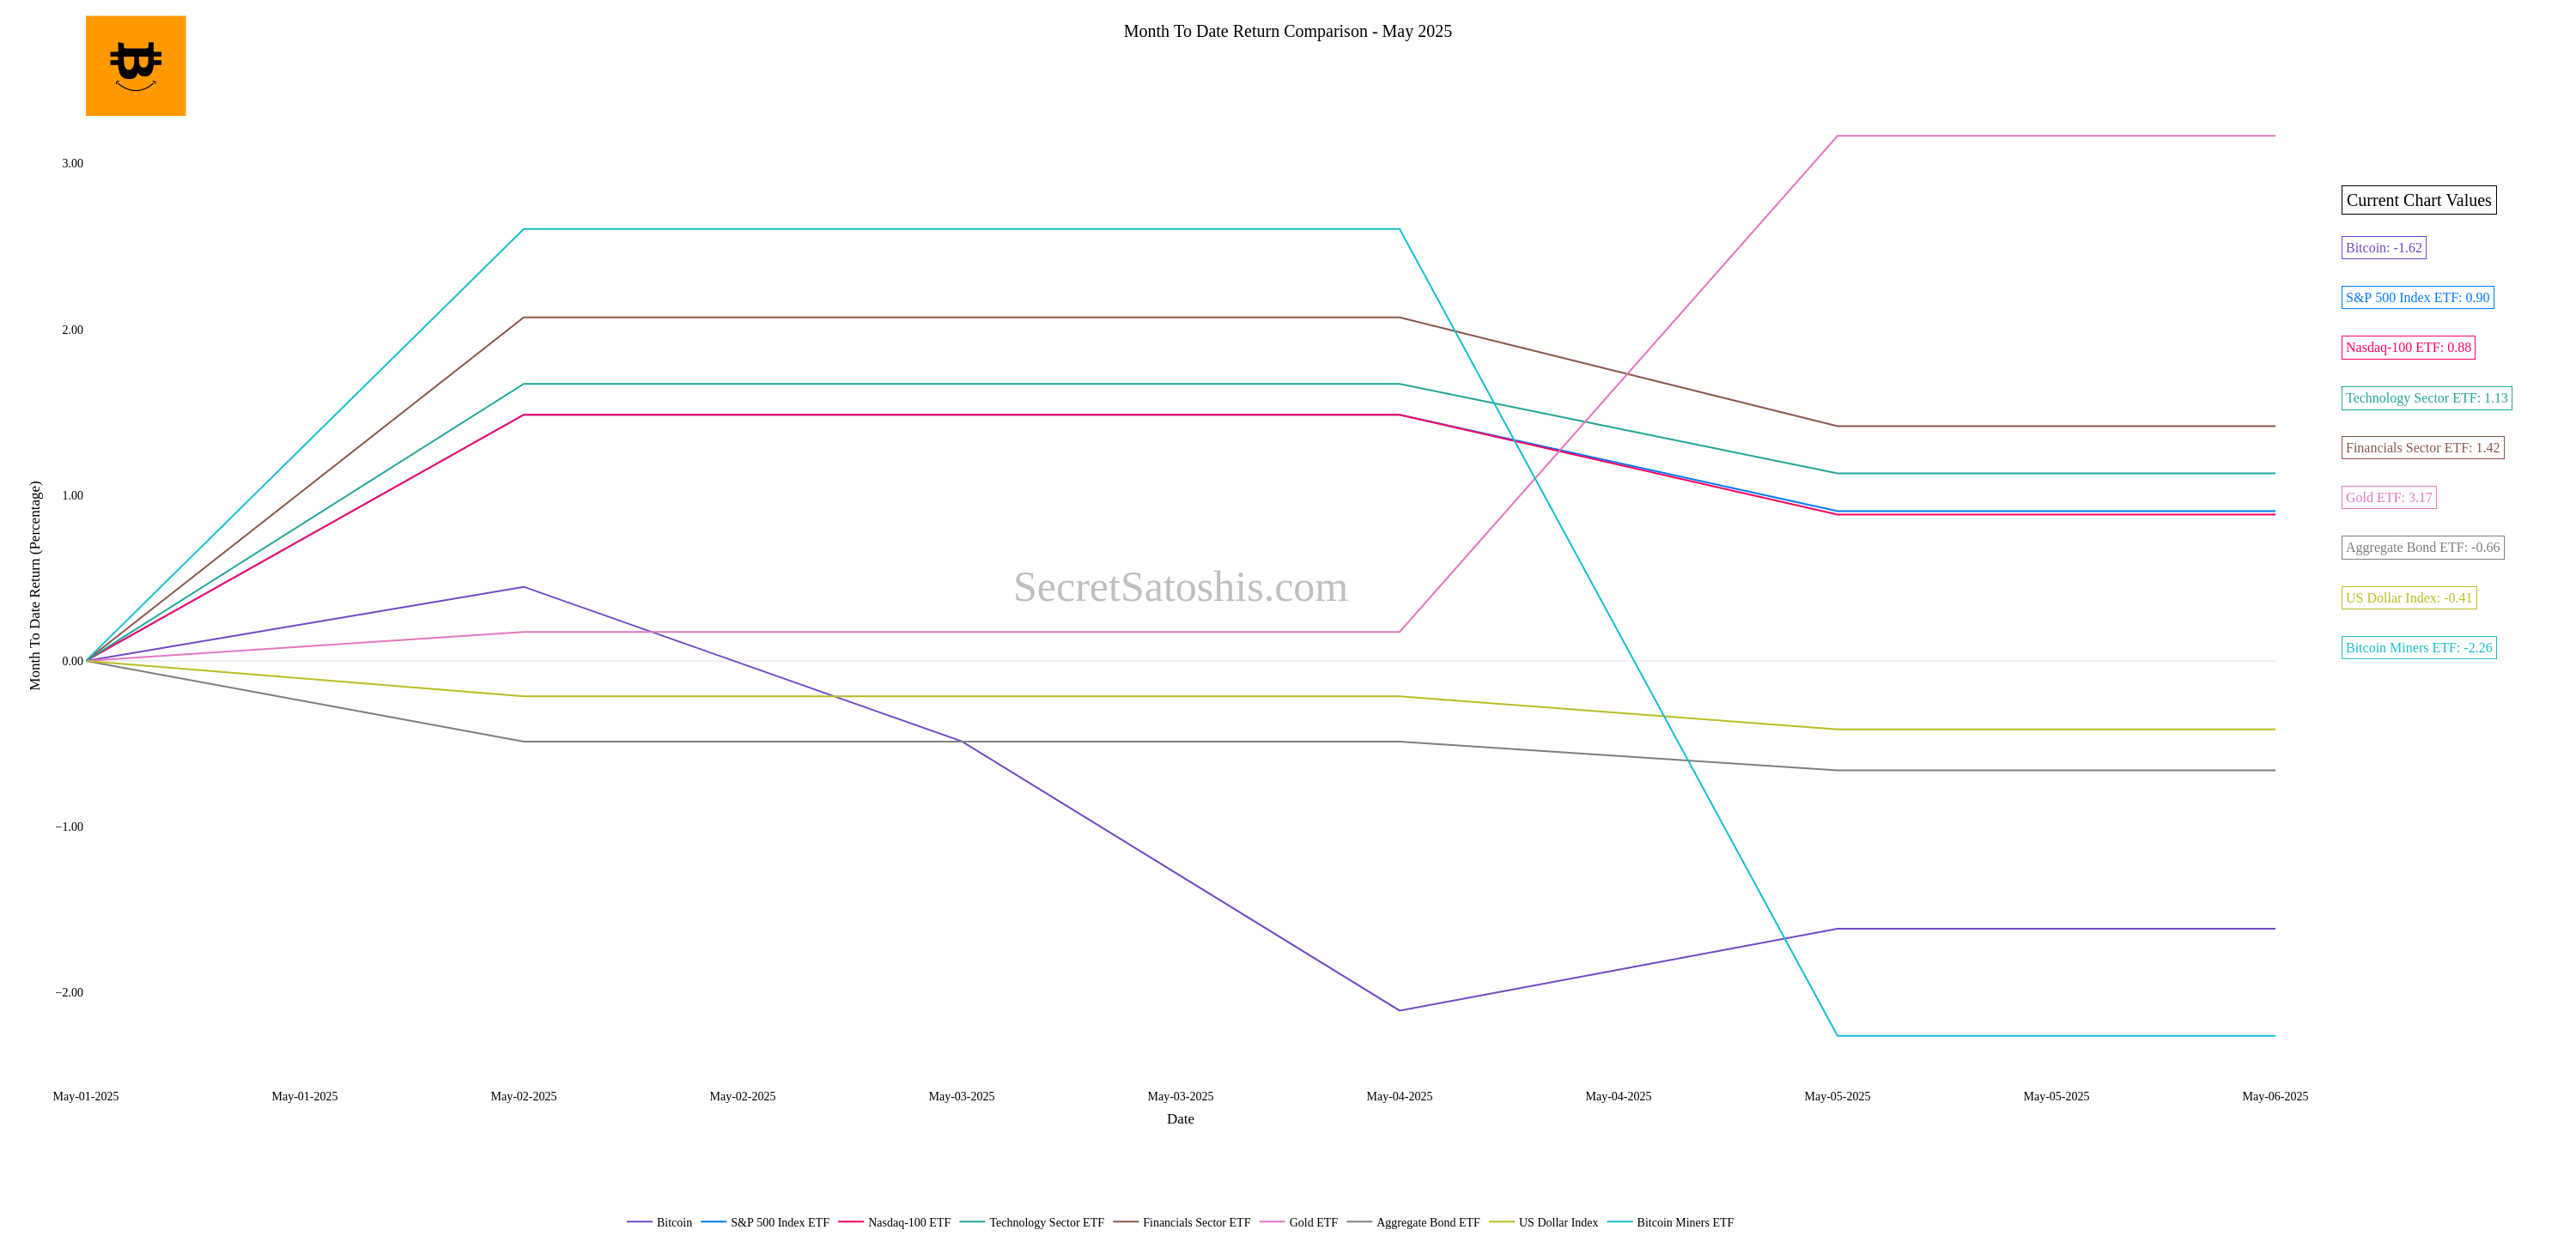 Month To Date Return Comparison - May 2025
3.00
2.00
1.00
0.00
−1.00
−2.00
Month To Date Return (Percentage)
SecretSatoshis.com
Current Chart Values
Bitcoin: -1.62
S&P 500 Index ETF: 0.90
Nasdaq-100 ETF: 0.88
Technology Sector ETF: 1.13
Financials Sector ETF: 1.42
Gold ETF: 3.17
Aggregate Bond ETF: -0.66
US Dollar Index: -0.41
Bitcoin Miners ETF: -2.26
May-01-2025 May-01-2025 May-02-2025 May-02-2025 May-03-2025 May-03-2025 May-04-2025 May-04-2025 May-05-2025 May-05-2025 May-06-2025
Date
Bitcoin S&P 500 Index ETF Nasdaq-100 ETF Technology Sector ETF Financials Sector ETF Gold ETF Aggregate Bond ETF US Dollar Index Bitcoin Miners ETF